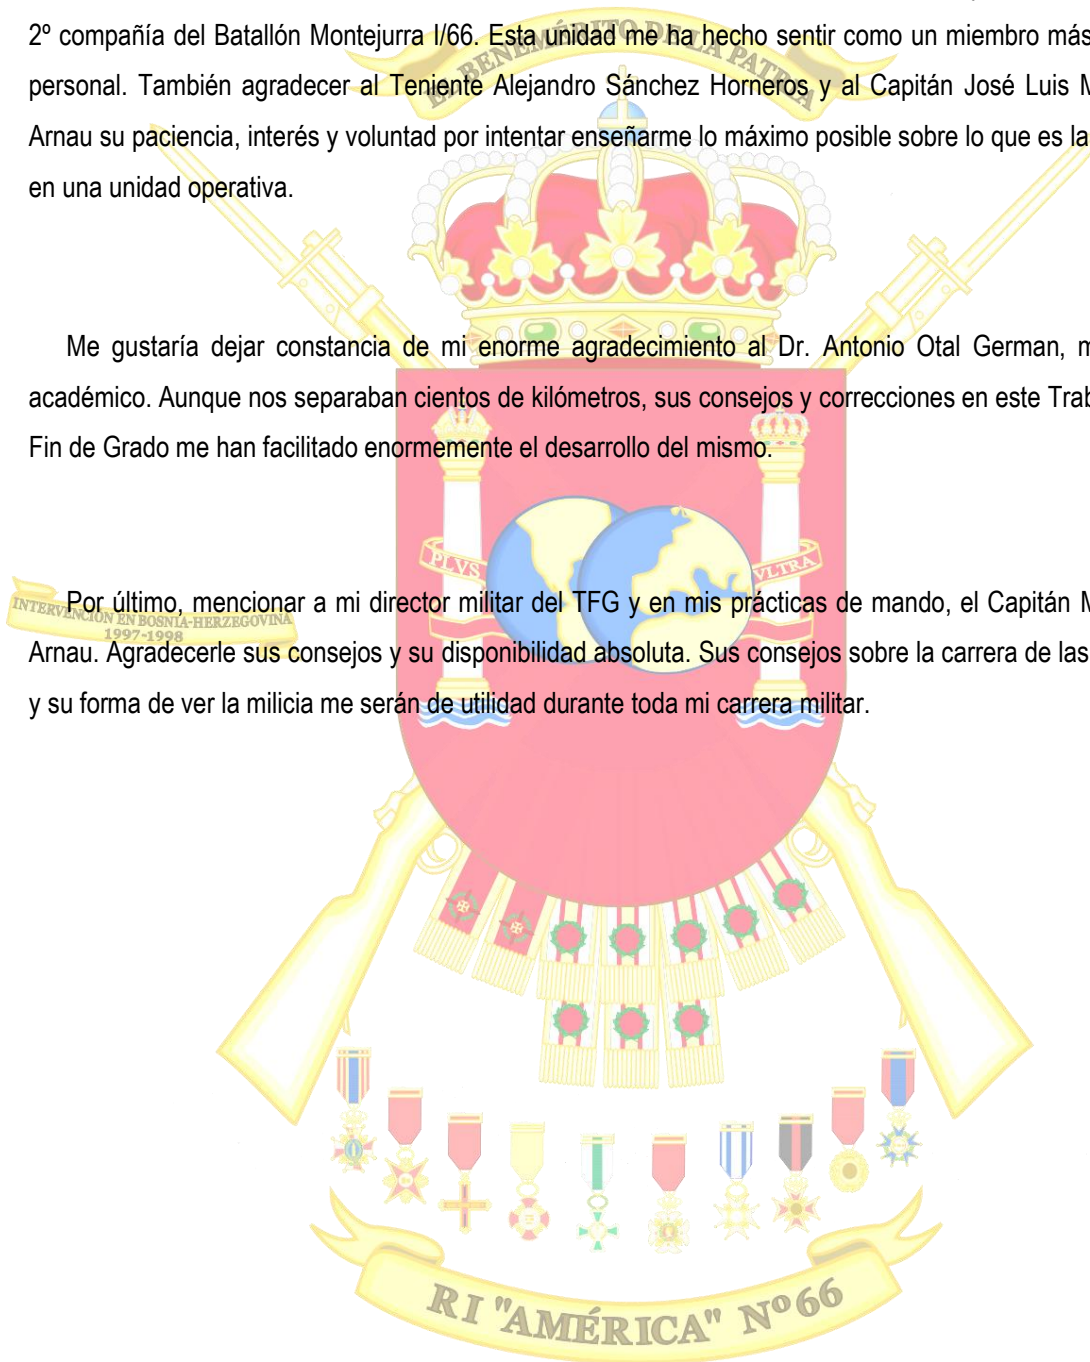 EL BENEMÉRITO DE LA PATRIA
2º compañía del Batallón Montejurra I/66. Esta unidad me ha hecho sentir como un miembro más
personal. También agradecer al Teniente Alejandro Sánchez Horneros y al Capitán José Luis M
Arnau su paciencia, interés y voluntad por intentar enseñarme lo máximo posible sobre lo que es la
en una unidad operativa.
Me gustaría dejar constancia de mi enorme agradecimiento al Dr. Antonio Otal German, m
académico. Aunque nos separaban cientos de kilómetros, sus consejos y correcciones en este Trab
Fin de Grado me han facilitado enormemente el desarrollo del mismo.
PLVS
VLTRA
INTERVENCIÓN EN BOSNIA-HERZEGOVINA
1997-1998
Por último, mencionar a mi director militar del TFG y en mis prácticas de mando, el Capitán M
Arnau. Agradecerle sus consejos y su disponibilidad absoluta. Sus consejos sobre la carrera de las
y su forma de ver la milicia me serán de utilidad durante toda mi carrera militar.
RI "AMÉRICA" Nº 66